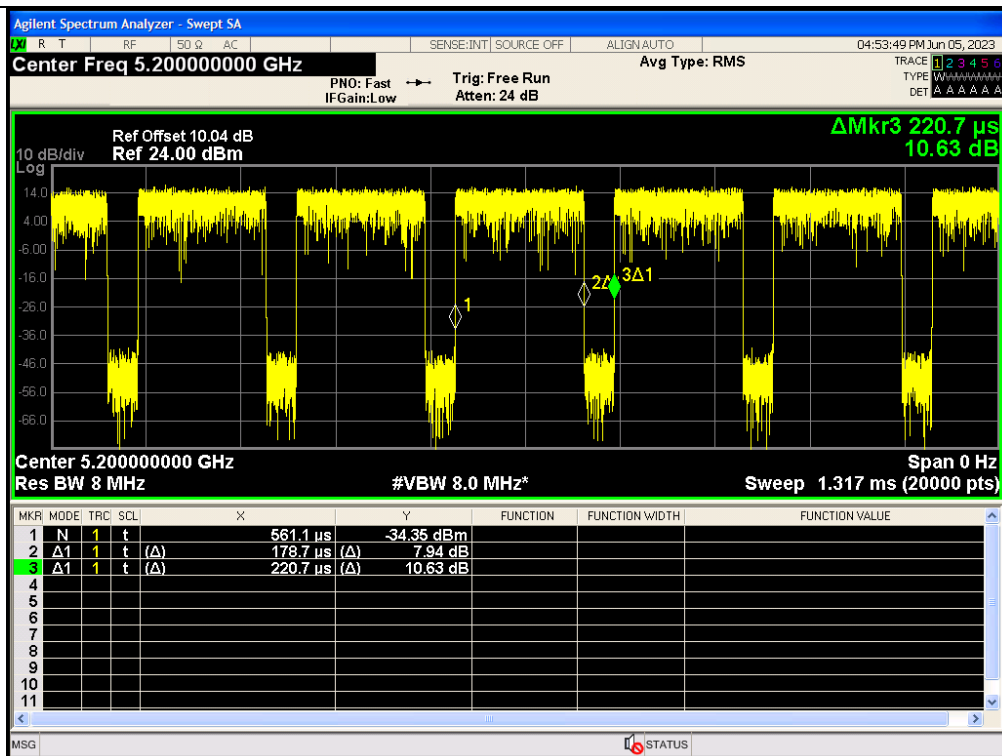 Agilent Spectrum Analyzer - Swept SA
LXI R T RF 50 Ω AC SENSE:INT SOURCE OFF ALIGN AUTO 04:53:49 PM Jun 05, 2023
Center Freq 5.200000000 GHz
PNO: Fast
IFGain:Low
Trig: Free Run
Atten: 24 dB
Avg Type: RMS
TRACE 1 2 3 4 5 6
TYPE WWWWWW
DET A A A A A A
ΔMkr3 220.7 µs
10.63 dB
Ref Offset 10.04 dB
10 dB/div Ref 24.00 dBm
Log
14.0
4.00
-6.00
-16.0
-26.0
-36.0
-46.0
-56.0
-66.0
1
2Δ
3Δ1
Center 5.200000000 GHz Span 0 Hz
Res BW 8 MHz #VBW 8.0 MHz* Sweep 1.317 ms (20000 pts)
MKR MODE TRC SCL X Y FUNCTION FUNCTION WIDTH FUNCTION VALUE
1 N 1 t 561.1 µs -34.35 dBm
2 Δ1 1 t (Δ) 178.7 µs (Δ) 7.94 dB
3 Δ1 1 t (Δ) 220.7 µs (Δ) 10.63 dB
4
5
6
7
8
9
10
11
MSG STATUS